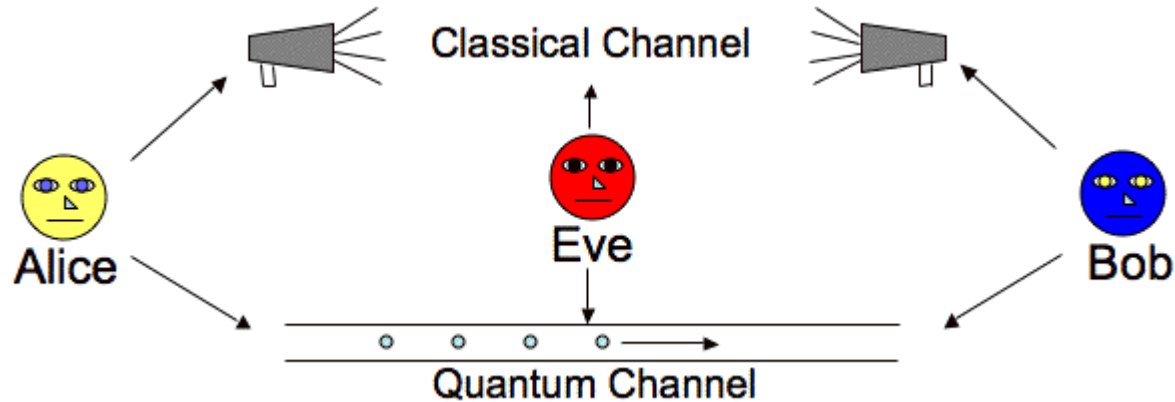 Classical Channel
Alice
Eve
Bob
Quantum Channel